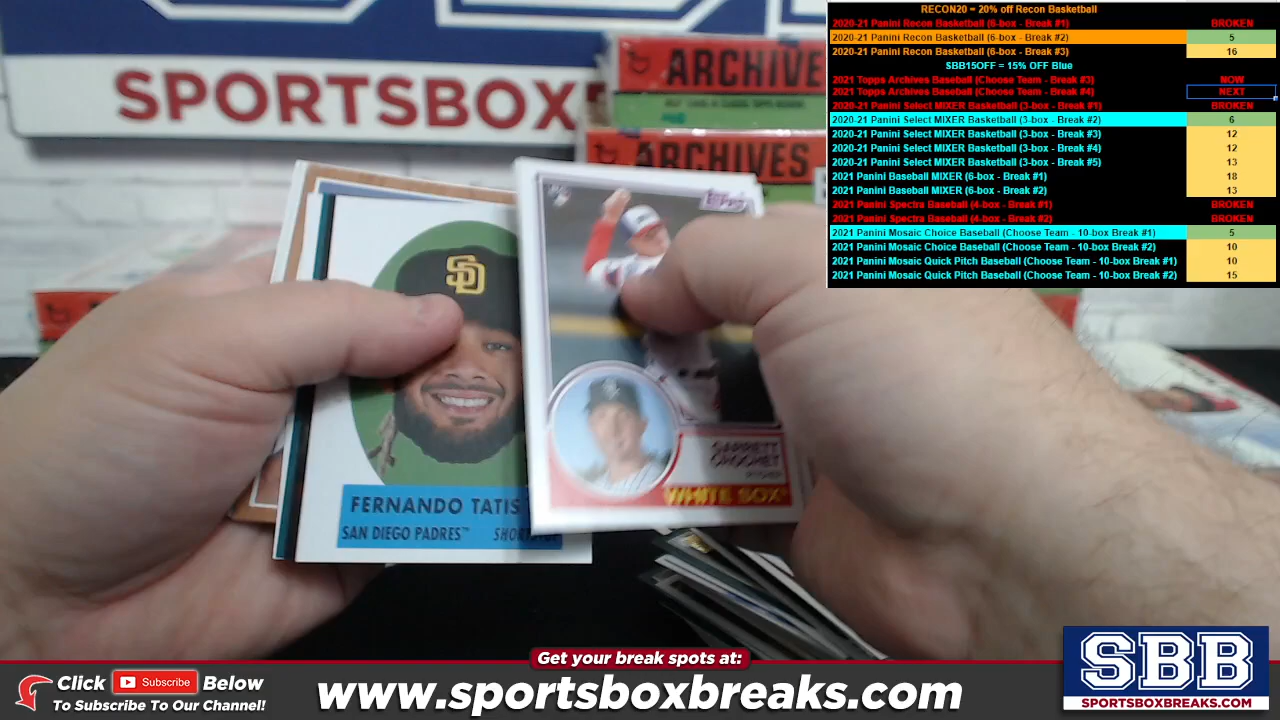 RECON20 = 20% off Recon Basketball
2020-21 Panini Recon Basketball (6-box - Break #1) BROKEN
2020-21 Panini Recon Basketball (6-box - Break #2) 5
2020-21 Panini Recon Basketball (6-box - Break #3) 16
SBB15OFF = 15% OFF Blue
2021 Topps Archives Baseball (Choose Team - Break #3) NOW
2021 Topps Archives Baseball (Choose Team - Break #4) NEXT
2020-21 Panini Select MIXER Basketball (3-box - Break #1) BROKEN
2020-21 Panini Select MIXER Basketball (3-box - Break #2) 6
2020-21 Panini Select MIXER Basketball (3-box - Break #3) 12
2020-21 Panini Select MIXER Basketball (3-box - Break #4) 12
2020-21 Panini Select MIXER Basketball (3-box - Break #5) 13
2021 Panini Baseball MIXER (6-box - Break #1) 18
2021 Panini Baseball MIXER (6-box - Break #2) 13
2021 Panini Spectra Baseball (4-box - Break #1) BROKEN
2021 Panini Spectra Baseball (4-box - Break #2) BROKEN
2021 Panini Mosaic Choice Baseball (Choose Team - 10-box Break #1) 5
2021 Panini Mosaic Choice Baseball (Choose Team - 10-box Break #2) 10
2021 Panini Mosaic Quick Pitch Baseball (Choose Team - 10-box Break #1) 10
2021 Panini Mosaic Quick Pitch Baseball (Choose Team - 10-box Break #2) 15
SPORTSBOX
ARCHIVE
ARCHIVES
Topps
RC
SD
FERNANDO TATIS
SAN DIEGO PADRES™ SHORTSTOP
GARRETT
CROCHET
PITCHER
WHITE SOX®
Get your break spots at:
Click Subscribe Below
To Subscribe To Our Channel!
www.sportsboxbreaks.com
SBB
SPORTSBOXBREAKS.COM